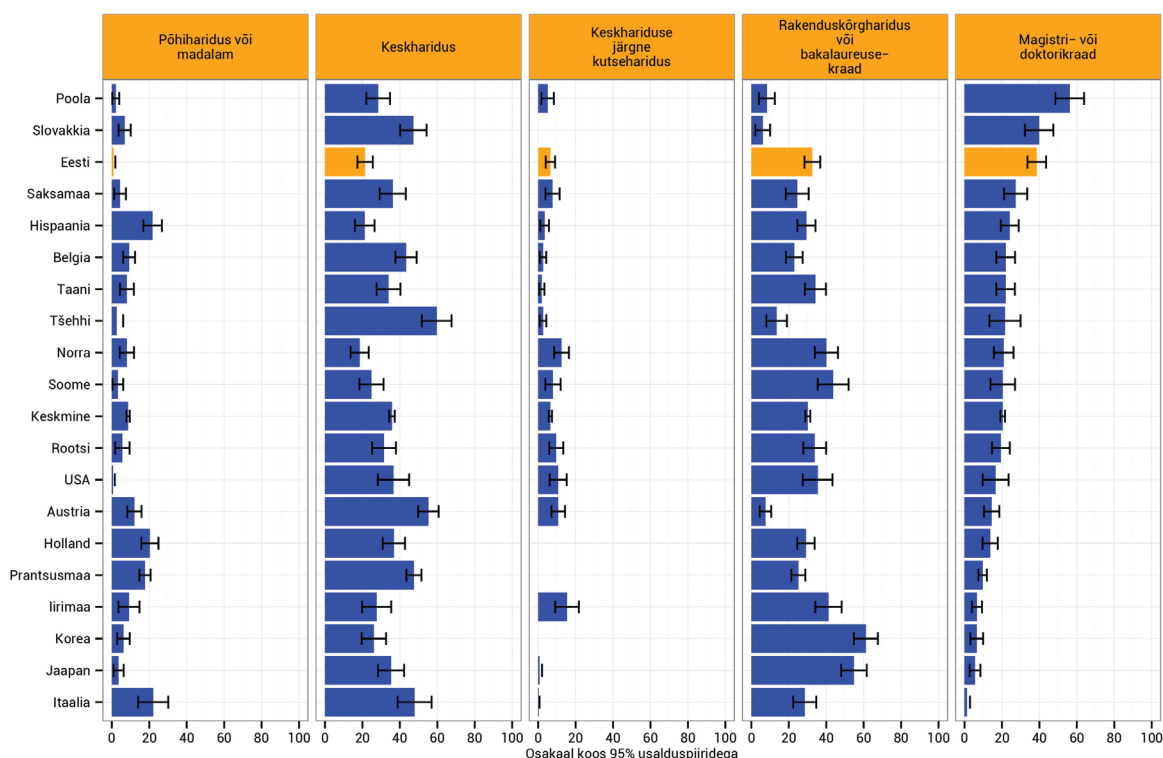 Põhiharidus või
madalam
Keskharidus
Keskhariduse
järgne
kutseharidus
Rakenduskõrgharidus
või
bakalaureuse-
kraad
Magistri- või
doktorikraad
Poola
Slovakkia
Eesti
Saksamaa
Hispaania
Belgia
Taani
Tšehhi
Norra
Soome
Keskmine
Rootsi
USA
Austria
Holland
Prantsusmaa
Iirimaa
Korea
Jaapan
Itaalia
0 20 40 60 80 100 0 20 40 60 80 100 0 20 40 60 80 100 0 20 40 60 80 100 0 20 40 60 80 100
Osakaal koos 95% usalduspiiridega